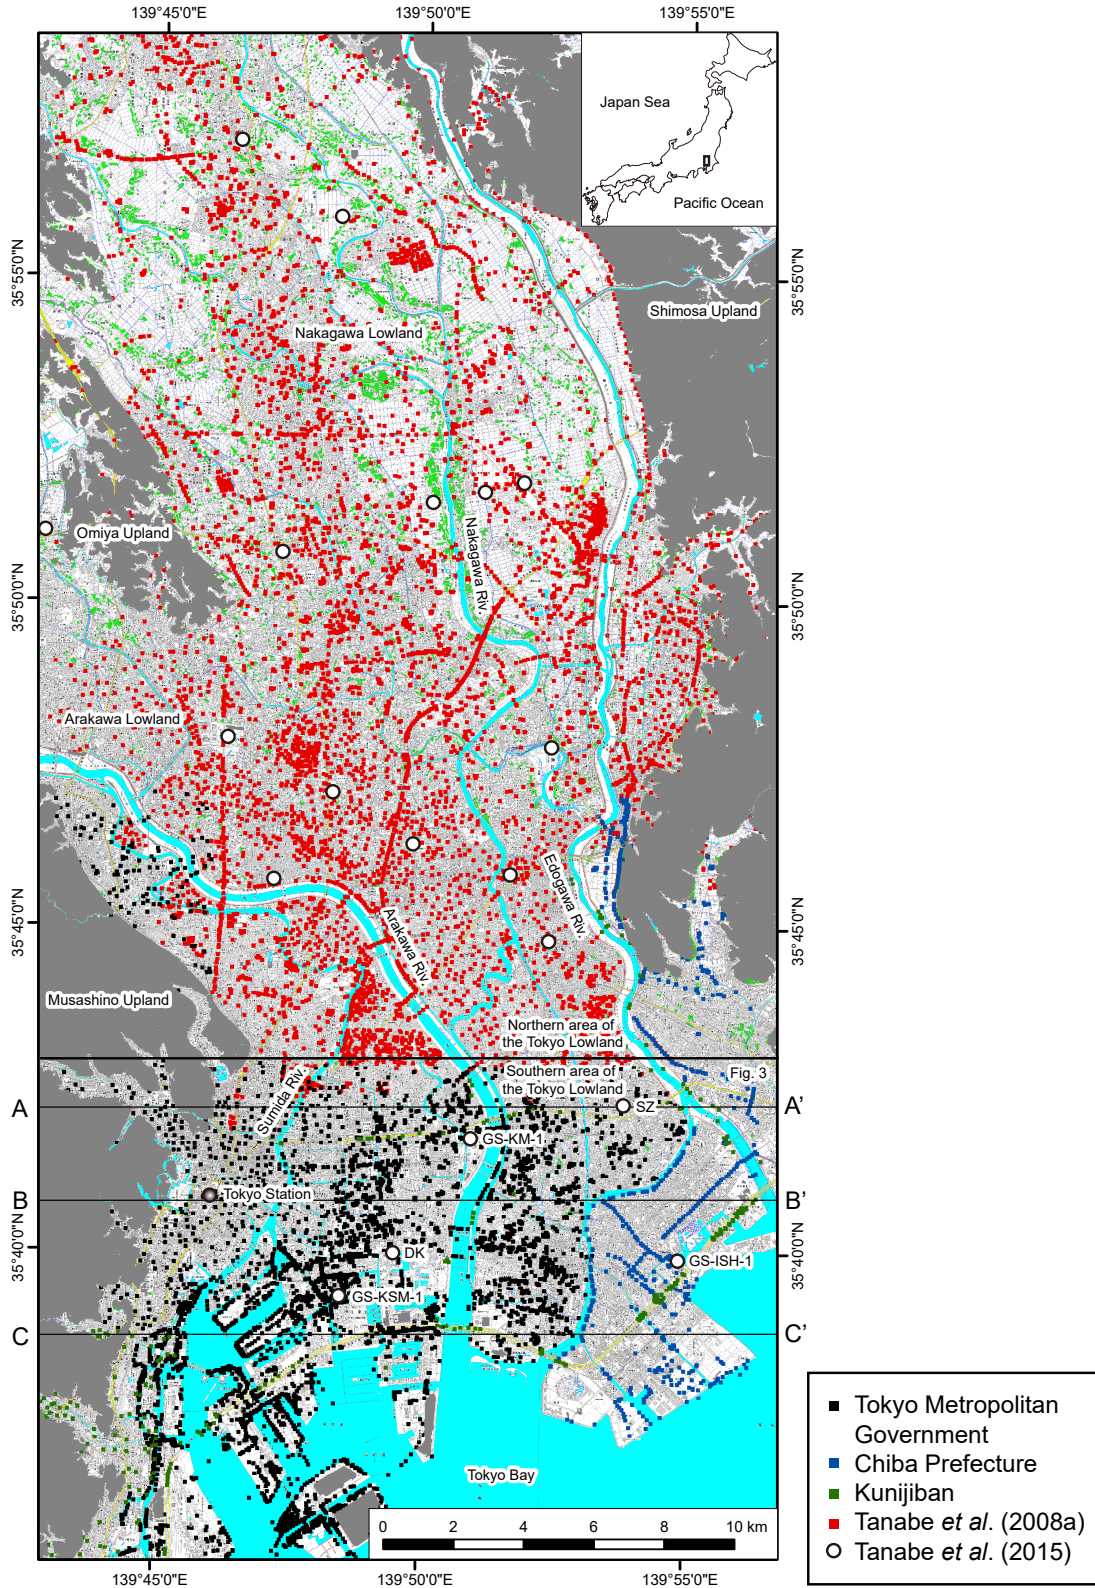 139°45'0"E
139°50'0"E
139°55'0"E
Japan Sea
Pacific Ocean
35°55'0"N
35°55'0"N
Shimosa Upland
Nakagawa Lowland
Omiya Upland
Nakagawa Riv.
35°50'0"N
35°50'0"N
Arakawa Lowland
Edogawa Riv.
35°45'0"N
35°45'0"N
Arakawa Riv.
Musashino Upland
Northern area of
the Tokyo Lowland
Southern area of
the Tokyo Lowland
Fig. 3
Sumida Riv.
A
SZ
A'
GS-KM-1
B
Tokyo Station
B'
35°40'0"N
DK
GS-ISH-1
35°40'0"N
GS-KSM-1
C
C'
Tokyo Bay
0 2 4 6 8 10 km
139°45'0"E
139°50'0"E
139°55'0"E
Tokyo Metropolitan
Government
Chiba Prefecture
Kunijiban
Tanabe et al. (2008a)
Tanabe et al. (2015)